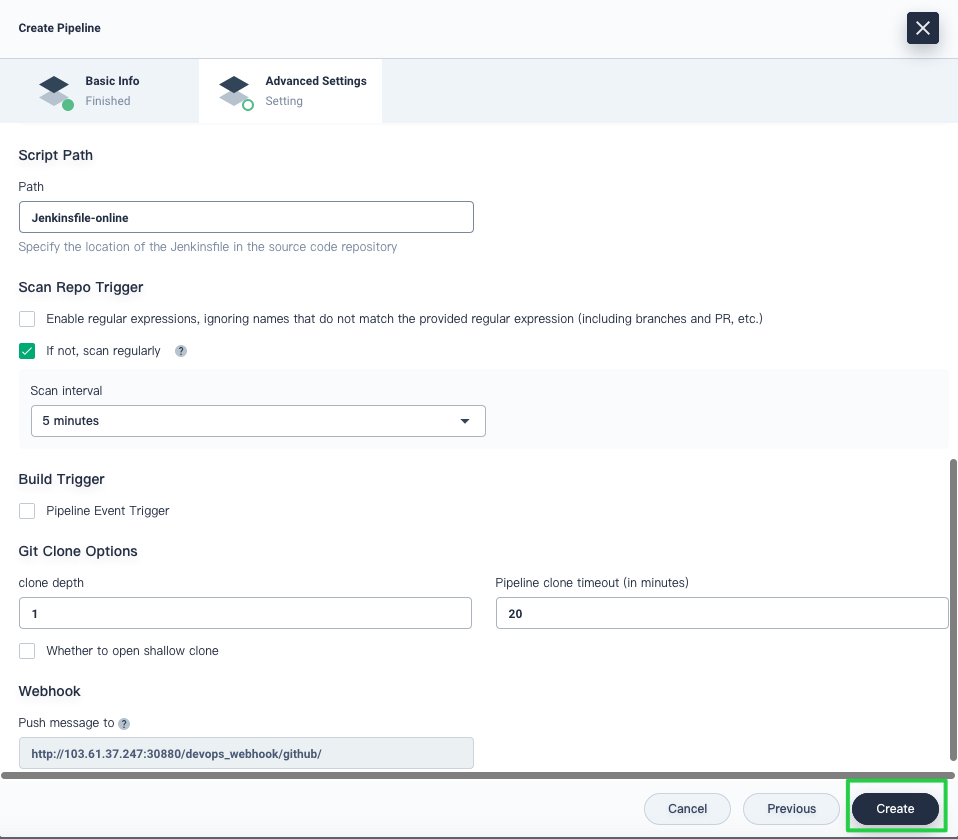 Create Pipeline
Basic Info
Finished
Advanced Settings
Setting
Script Path
Path
Jenkinsfile-online
Specify the location of the Jenkinsfile in the source code repository
Scan Repo Trigger
Enable regular expressions, ignoring names that do not match the provided regular expression (including branches and PR, etc.)
If not, scan regularly ?
Scan interval
5 minutes
Build Trigger
Pipeline Event Trigger
Git Clone Options
clone depth
Pipeline clone timeout (in minutes)
1
20
Whether to open shallow clone
Webhook
Push message to ?
http://103.61.37.247:30880/devops_webhook/github/
Cancel
Previous
Create